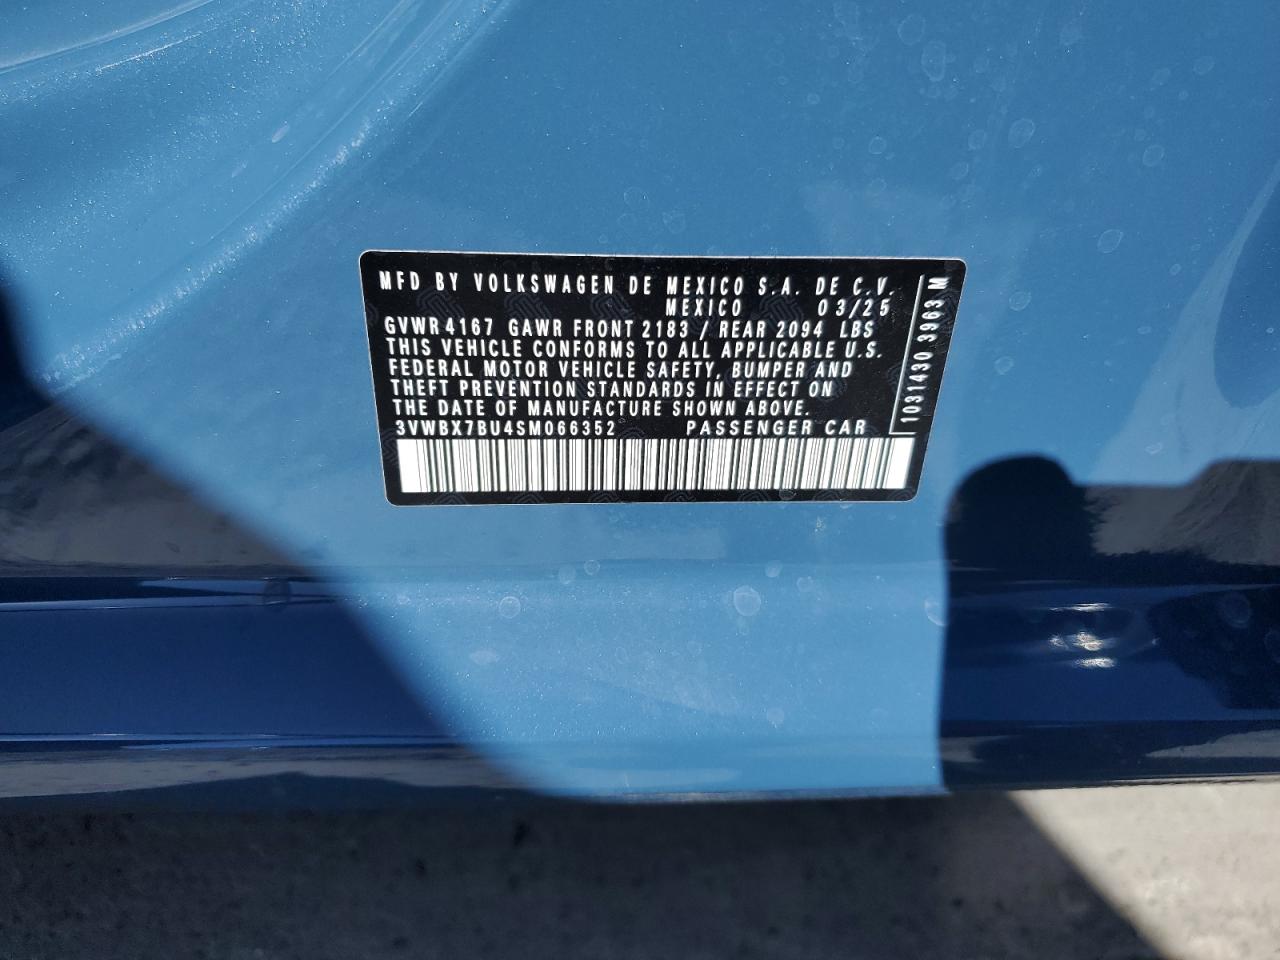 MFD BY VOLKSWAGEN DE MEXICO S.A. DE C.V.
MEXICO 03/25
GVWR 4167 GAWR FRONT 2183 / REAR 2094 LBS
THIS VEHICLE CONFORMS TO ALL APPLICABLE U.S.
FEDERAL MOTOR VEHICLE SAFETY, BUMPER AND
THEFT PREVENTION STANDARDS IN EFFECT ON
THE DATE OF MANUFACTURE SHOWN ABOVE.
3VWBX7BU4SM066352 PASSENGER CAR
1031430 3963 M